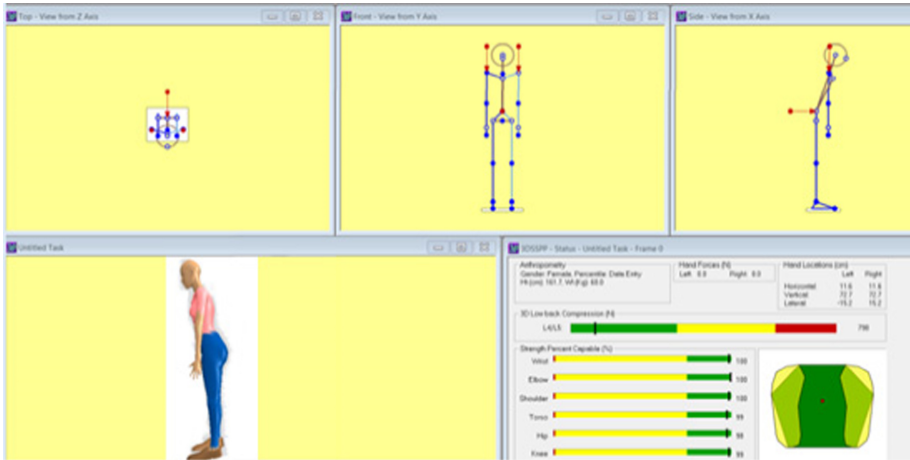 Top - View from Z Axis
Front - View from Y Axis
Side - View from X Axis
Untitled Task
3DSSPP - Status - Untitled Task - Frame 0
Anthropometry
Gender: Female, Percentile: Data Entry
Ht(cm): 161.7, Wt(Kg): 60.0
Hand Forces (N)
Left: 0.0 Right: 0.0
Hand Locations (cm)
Left Right
Horizontal: 11.6 11.6
Vertical: 72.7 72.7
Lateral: -15.2 15.2
3D Low back Compression (N)
L4/L5: 798
Strength Percent Capable (%)
Wrist 100
Elbow 100
Shoulder 100
Torso 99
Hip 98
Knee 99